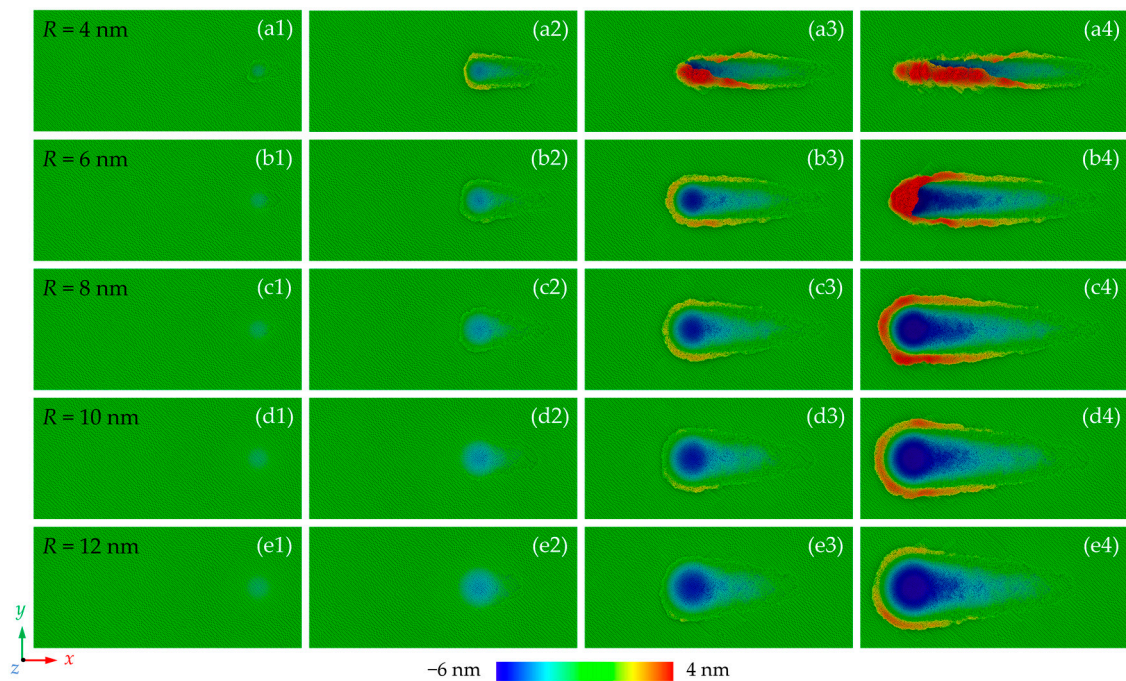 R = 4 nm (a1) (a2) (a3) (a4)
R = 6 nm (b1) (b2) (b3) (b4)
R = 8 nm (c1) (c2) (c3) (c4)
R = 10 nm (d1) (d2) (d3) (d4)
R = 12 nm (e1) (e2) (e3) (e4)
y
z x
−6 nm 4 nm